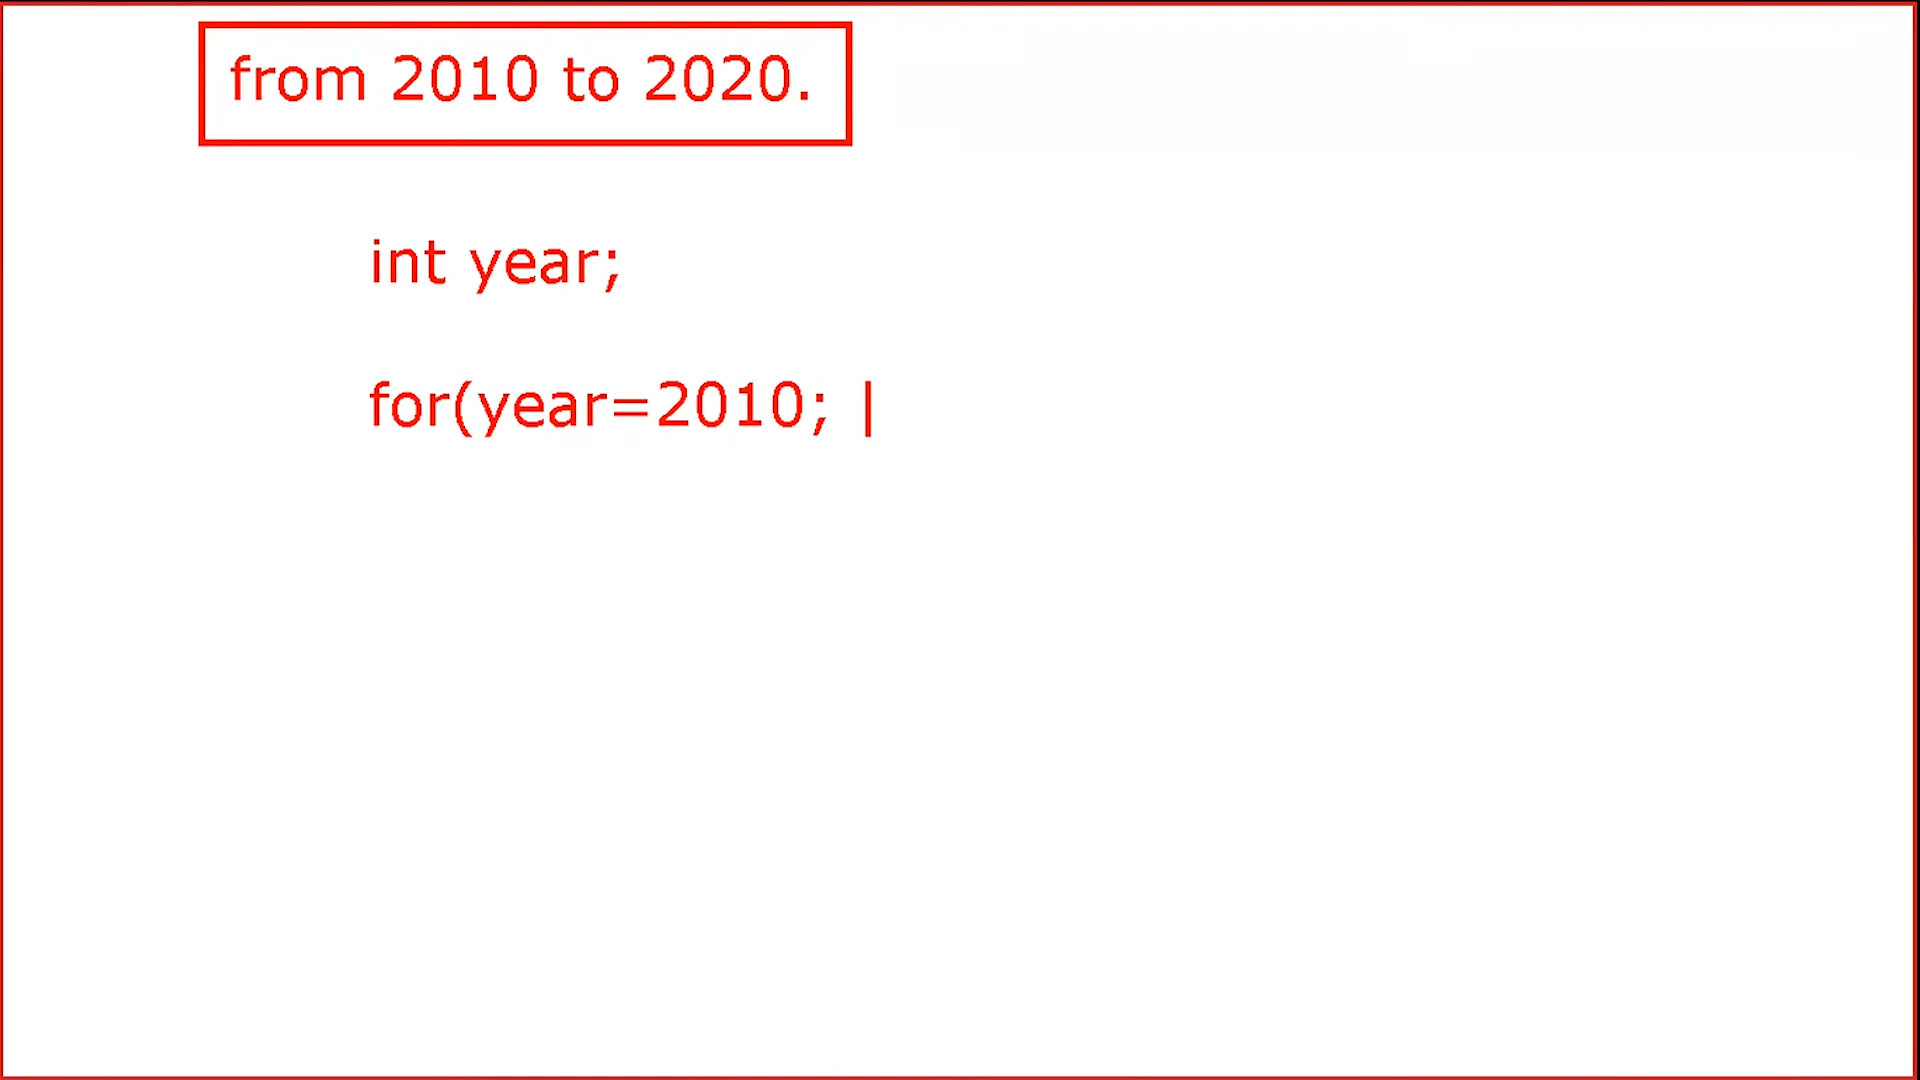 from 2010 to 2020.
int year;
for(year=2010; |